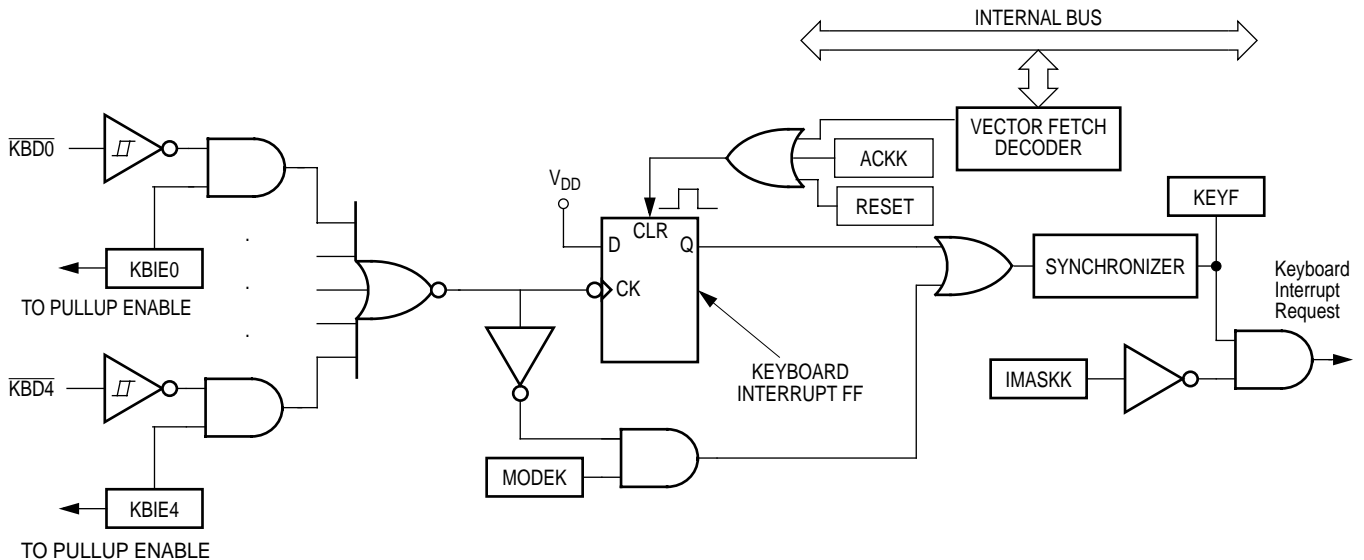 INTERNAL BUS
KBD0
VECTOR FETCH
DECODER
ACKK
VDD
RESET
KEYF
CLR
D
Q
KBIE0
SYNCHRONIZER
Keyboard
Interrupt
Request
CK
TO PULLUP ENABLE
KBD4
KEYBOARD
INTERRUPT FF
IMASKK
MODEK
KBIE4
TO PULLUP ENABLE